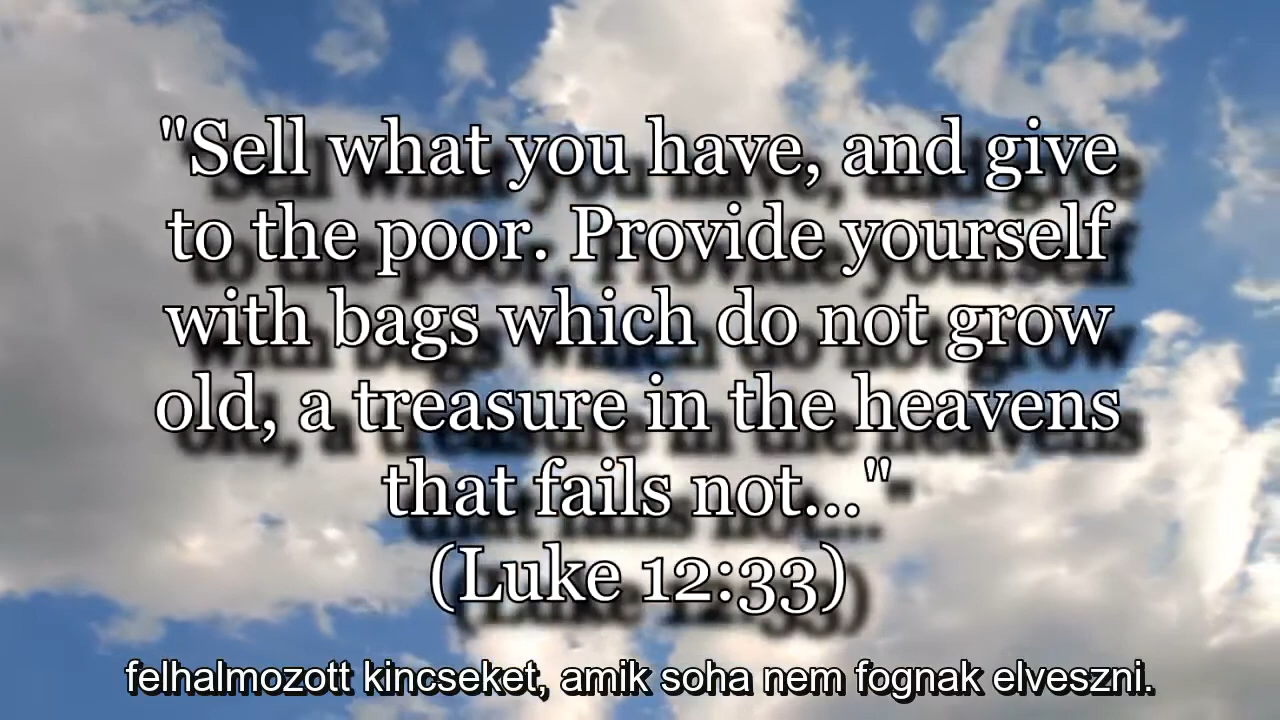 "Sell what you have, and give
to the poor. Provide yourself
with bags which do not grow
old, a treasure in the heavens
that fails not..."
(Luke 12:33)
felhalmozott kincseket, amik soha nem fognak elveszni.